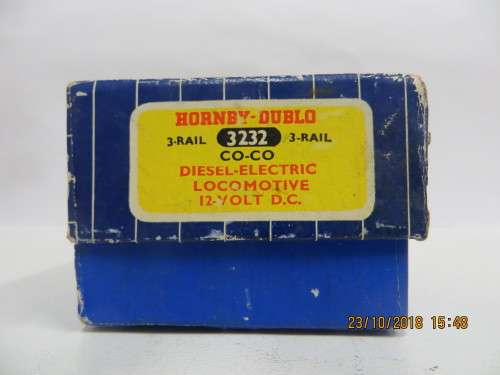 HORNBY-DUBLO
3-RAIL 3232 3-RAIL
CO-CO
DIESEL-ELECTRIC
LOCOMOTIVE
12-VOLT D.C.
23/10/2018 15:48